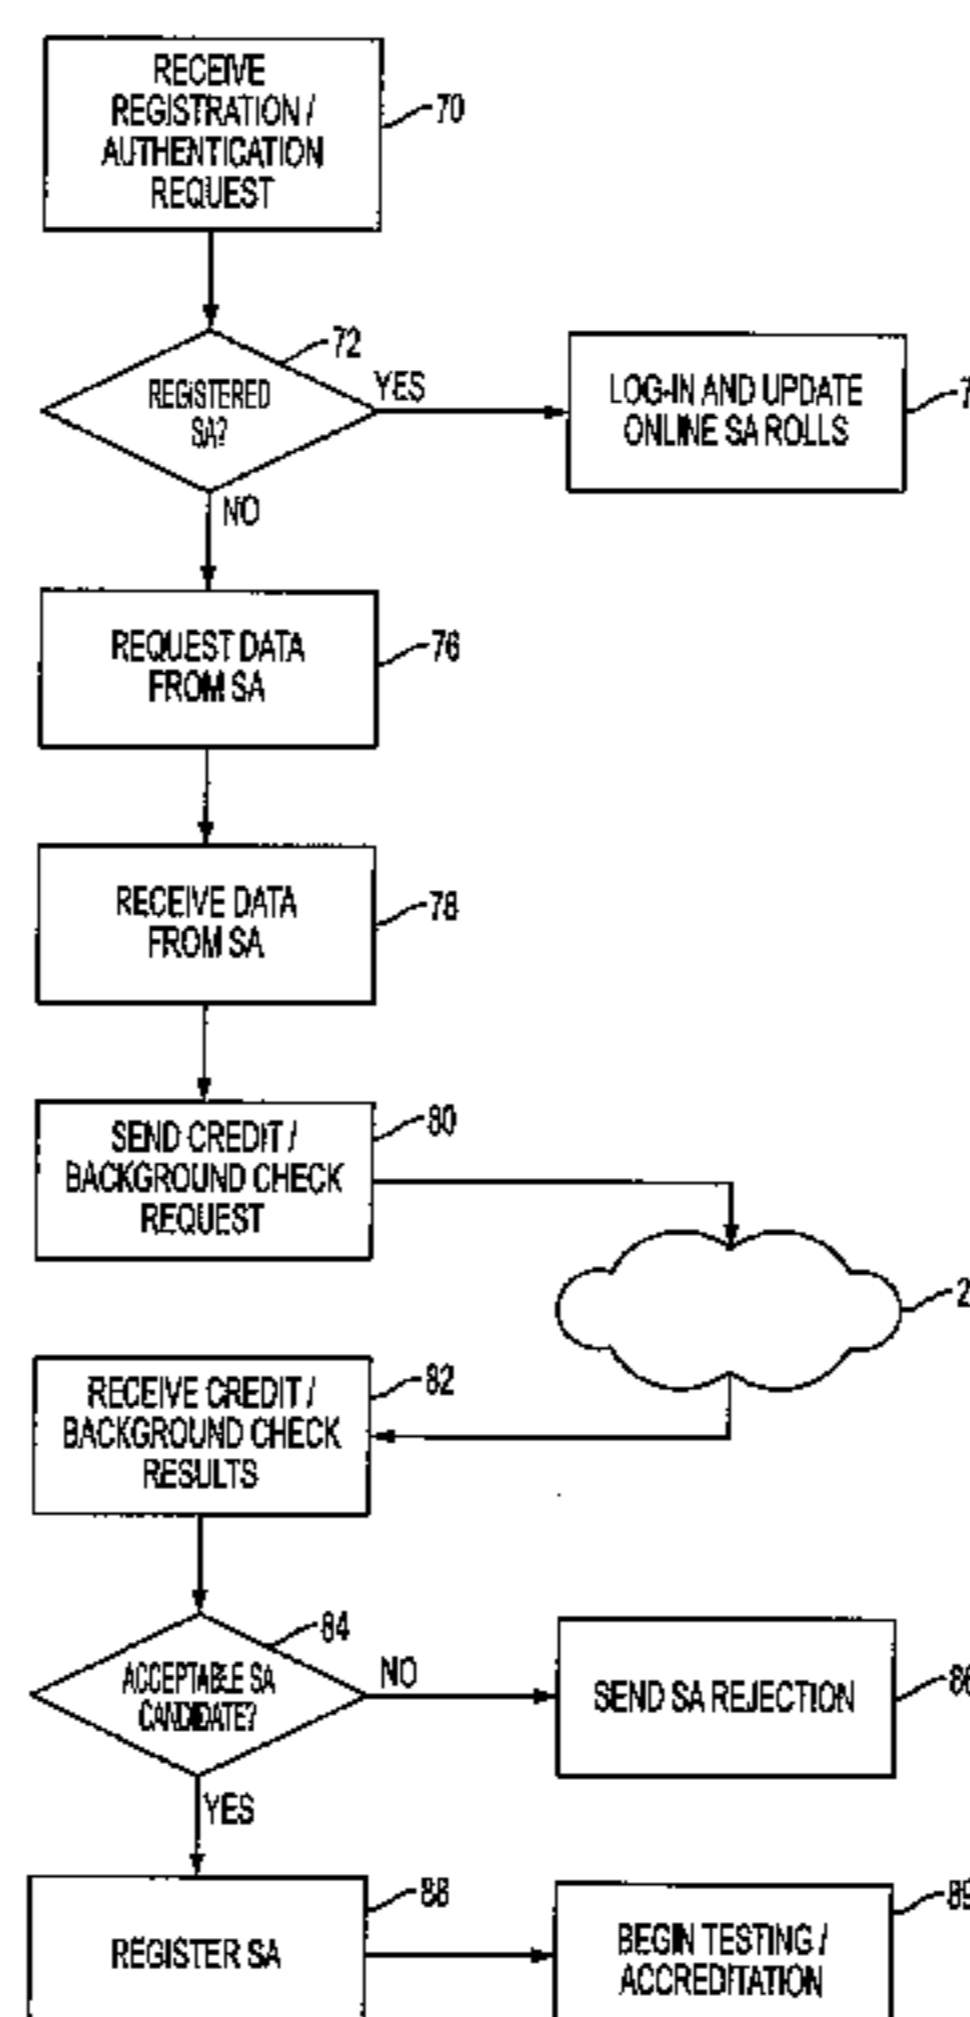 RECEIVE
REGISTRATION /
AUTHENTICATION
REQUEST
70
72
REGISTERED
SA?
YES
LOG-IN AND UPDATE
ONLINE SA ROLLS
NO
REQUEST DATA
FROM SA
76
RECEIVE DATA
FROM SA
78
SEND CREDIT /
BACKGROUND CHECK
REQUEST
80
RECEIVE CREDIT /
BACKGROUND CHECK
RESULTS
82
84
ACCEPTABLE SA
CANDIDATE?
NO
SEND SA REJECTION
86
YES
REGISTER SA
88
BEGIN TESTING /
ACCREDITATION
89